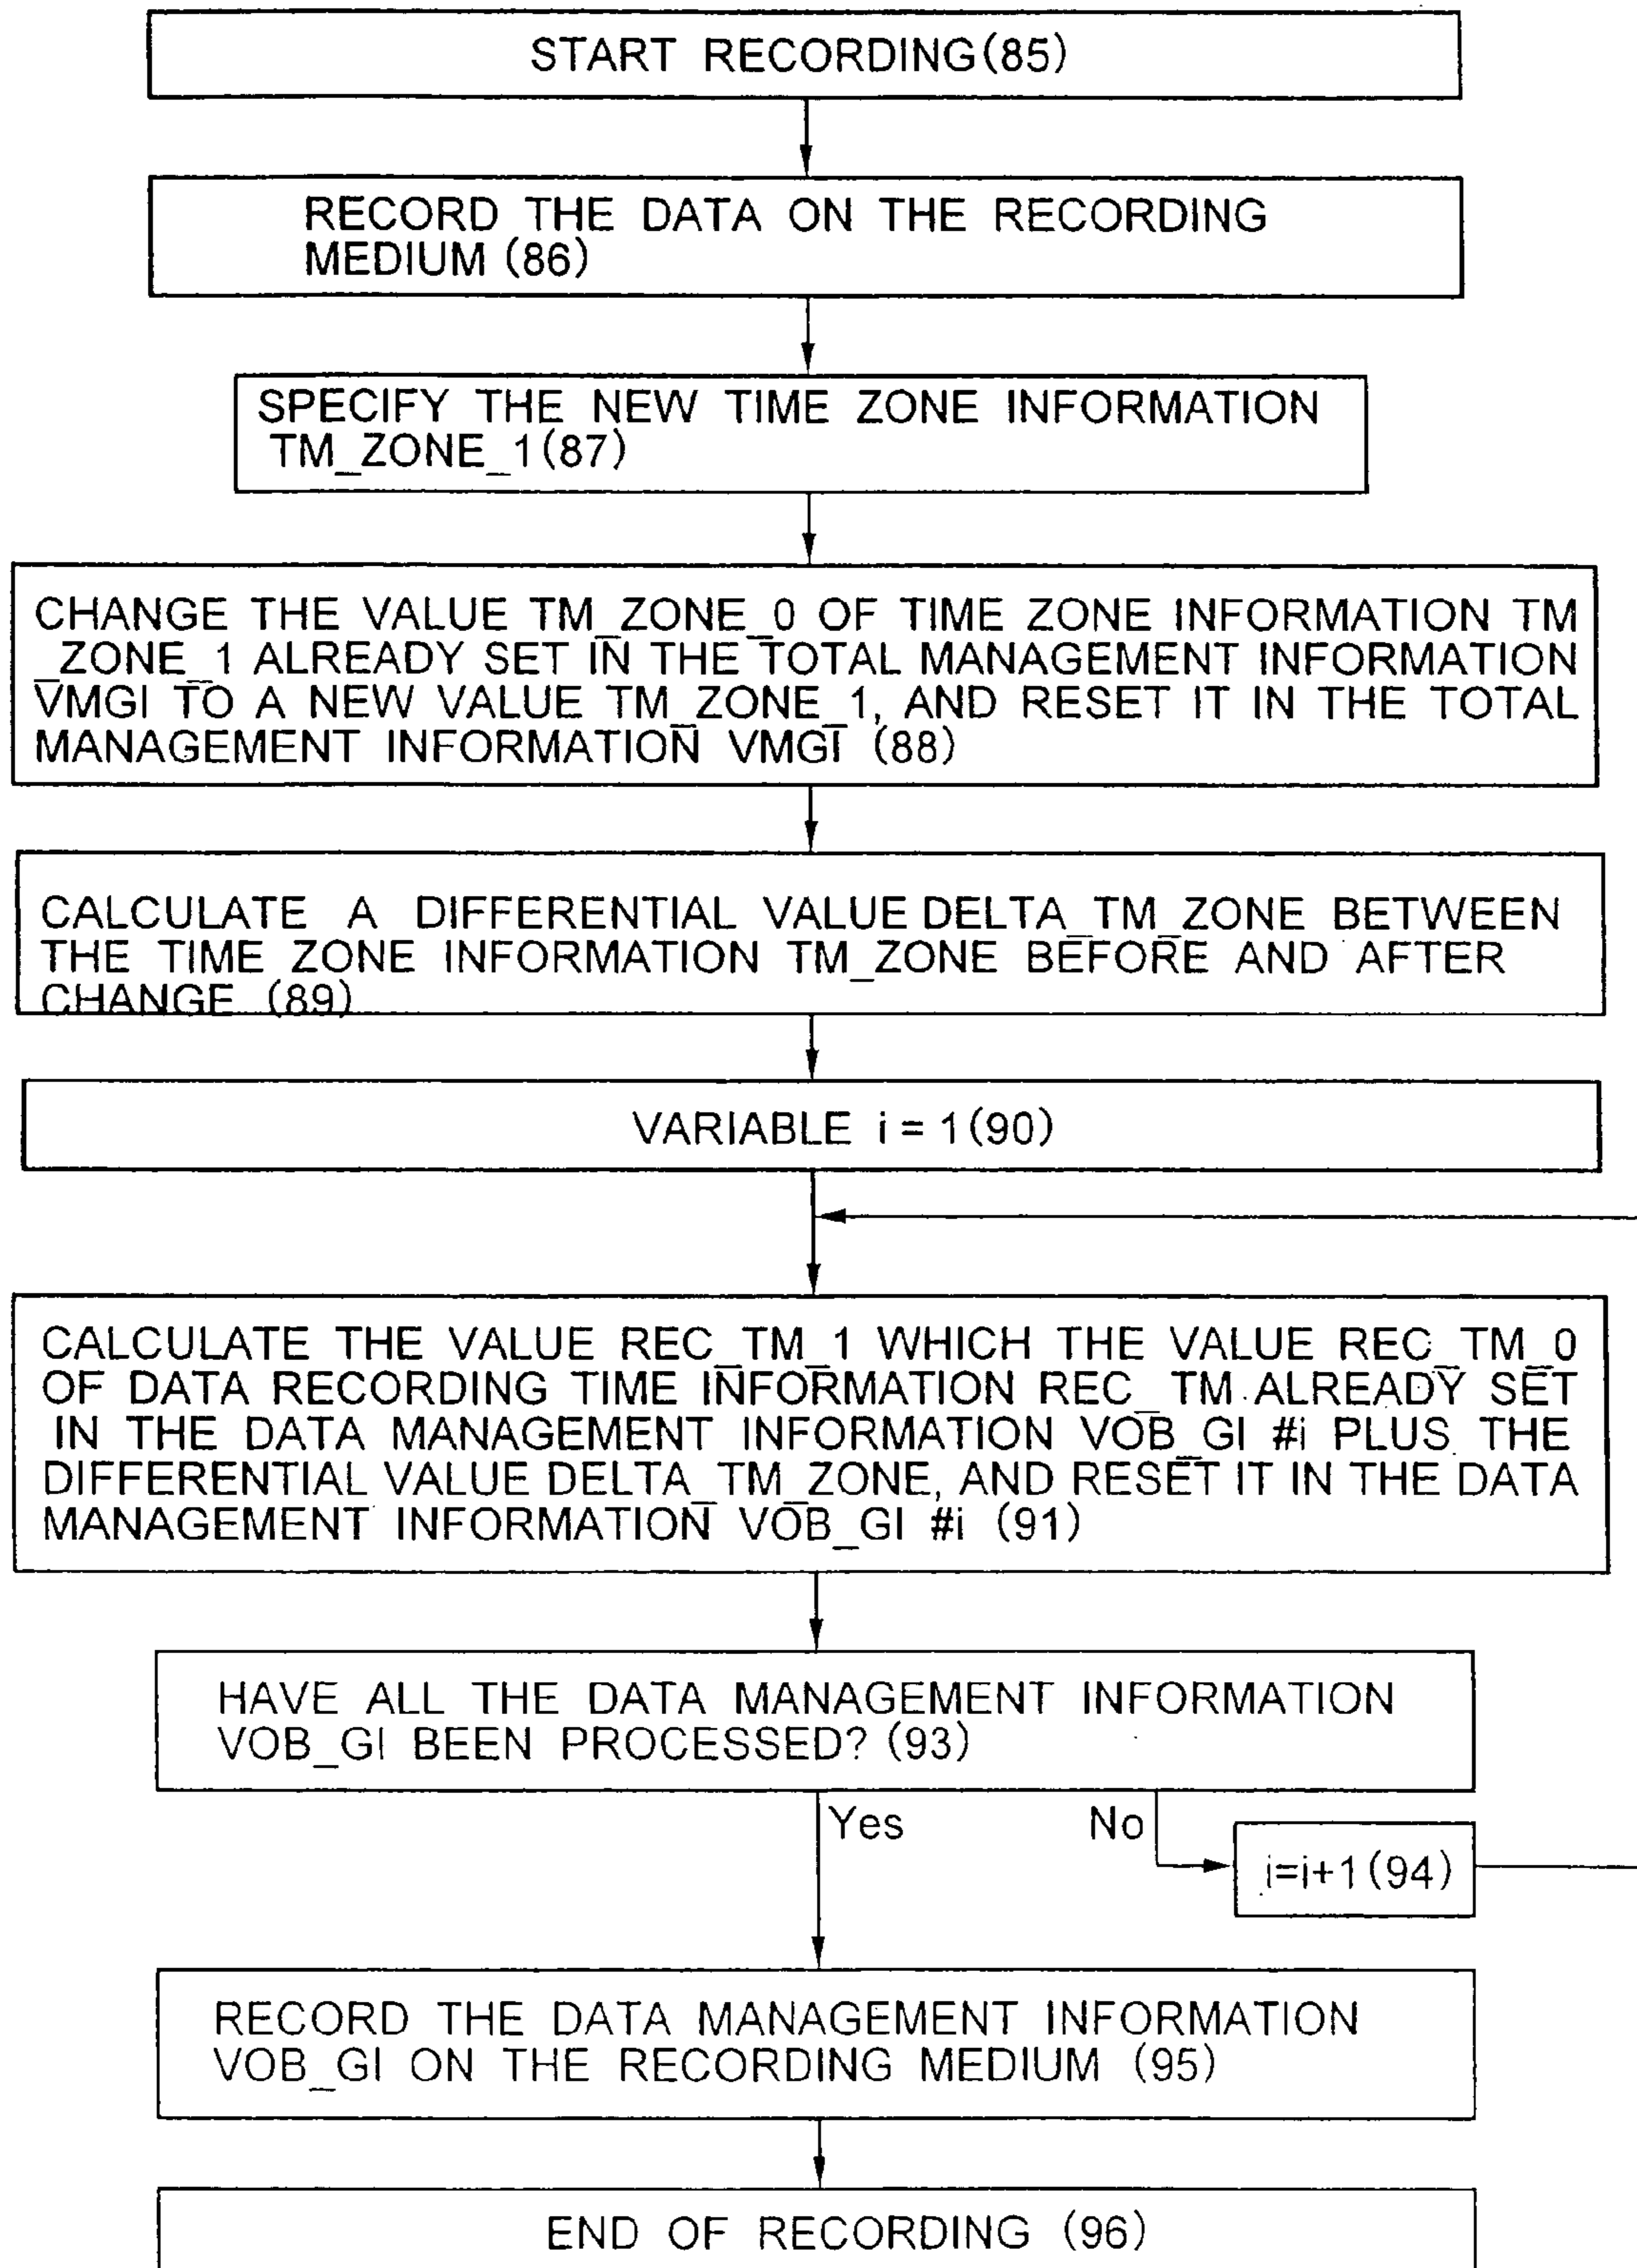 START RECORDING(85)
RECORD THE DATA ON THE RECORDING
MEDIUM (86)
SPECIFY THE NEW TIME ZONE INFORMATION
TM_ZONE_1(87)
CHANGE THE VALUE TM_ZONE_0 OF TIME ZONE INFORMATION TM
_ZONE_1 ALREADY SET IN THE TOTAL MANAGEMENT INFORMATION
VMGI TO A NEW VALUE TM_ZONE_1, AND RESET IT IN THE TOTAL
MANAGEMENT INFORMATION VMGI (88)
CALCULATE A DIFFERENTIAL VALUE DELTA_TM_ZONE BETWEEN
THE TIME ZONE INFORMATION TM_ZONE BEFORE AND AFTER
CHANGE (89)
VARIABLE i = 1(90)
CALCULATE THE VALUE REC_TM_1 WHICH THE VALUE REC_TM_0
OF DATA RECORDING TIME INFORMATION REC_TM ALREADY SET
IN THE DATA MANAGEMENT INFORMATION VOB_GI #i PLUS THE
DIFFERENTIAL VALUE DELTA_TM_ZONE, AND RESET IT IN THE DATA
MANAGEMENT INFORMATION VOB_GI #i (91)
HAVE ALL THE DATA MANAGEMENT INFORMATION
VOB_GI BEEN PROCESSED? (93)
Yes No
i=i+1(94)
RECORD THE DATA MANAGEMENT INFORMATION
VOB_GI ON THE RECORDING MEDIUM (95)
END OF RECORDING (96)